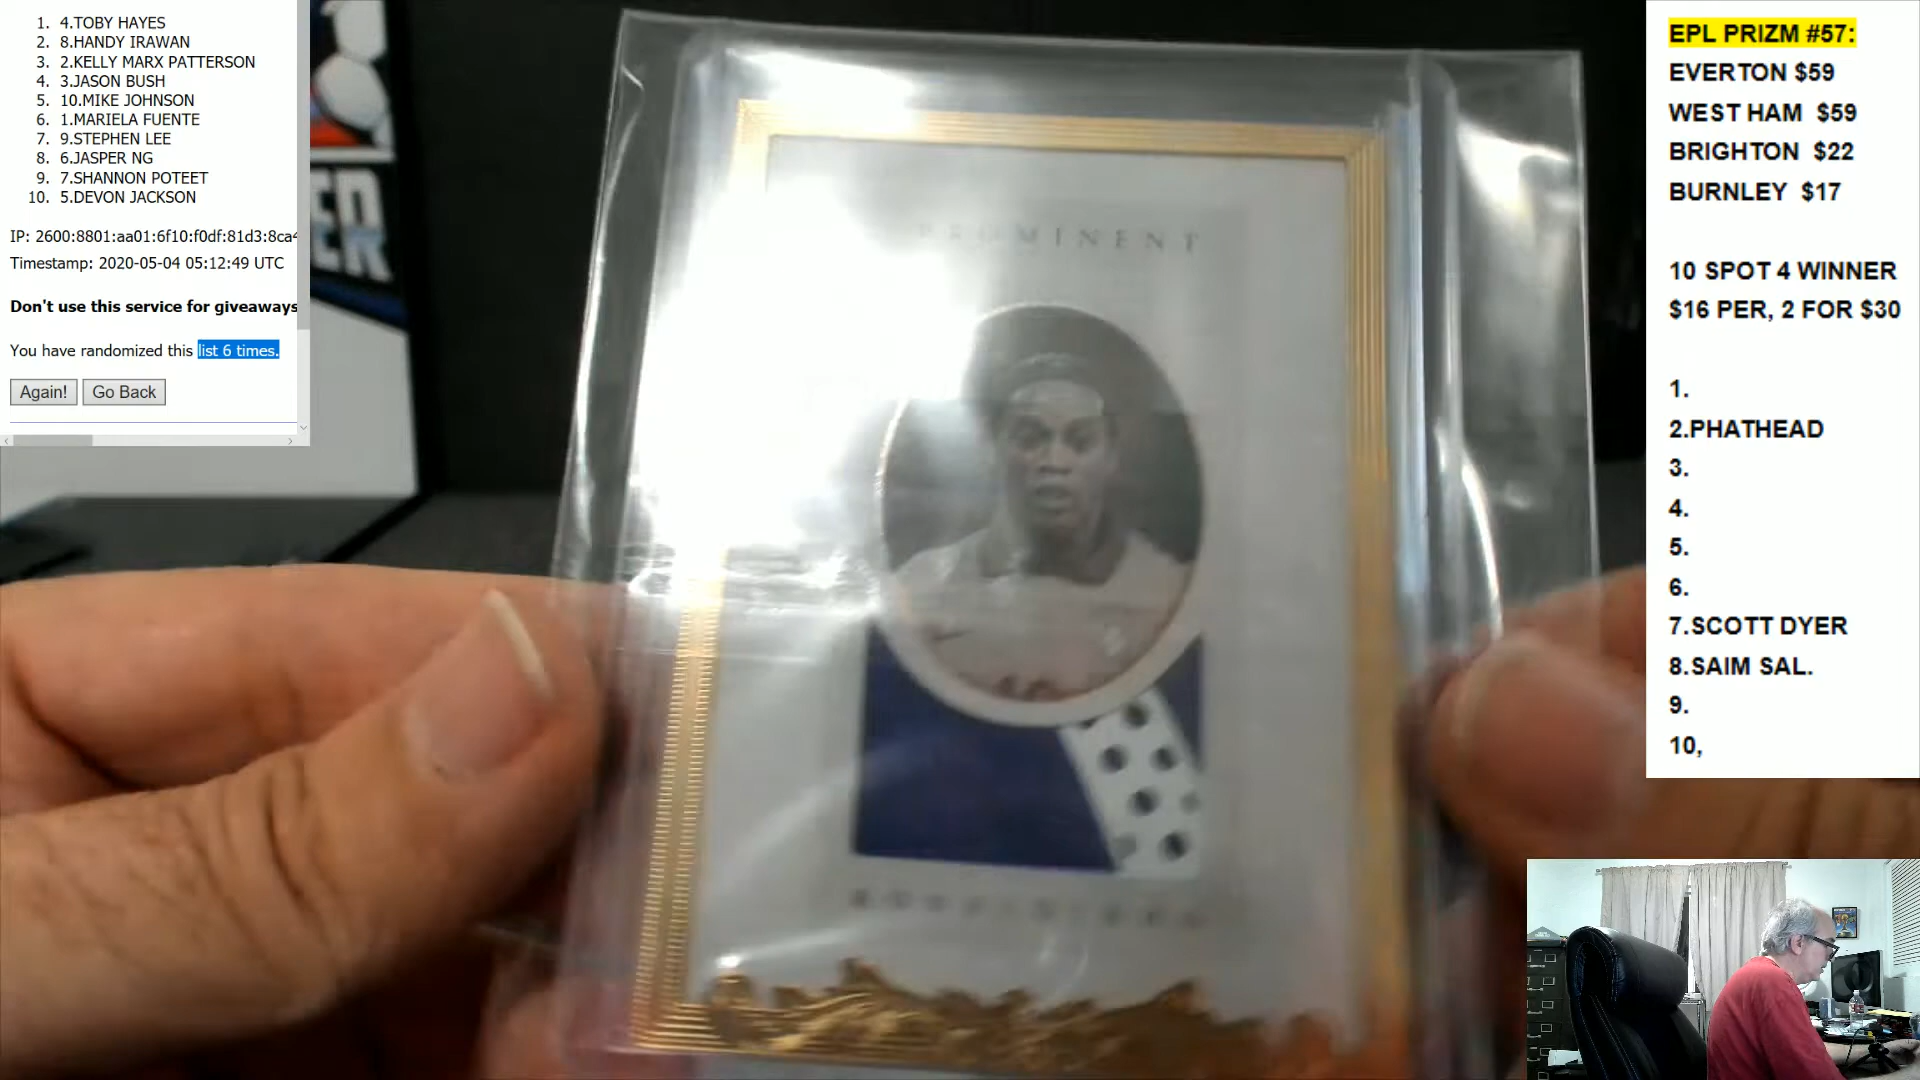 1. 4.TOBY HAYES
2. 8.HANDY IRAWAN
3. 2.KELLY MARX PATTERSON
4. 3.JASON BUSH
5. 10.MIKE JOHNSON
6. 1.MARIELA FUENTE
7. 9.STEPHEN LEE
8. 6.JASPER NG
9. 7.SHANNON POTEET
10. 5.DEVON JACKSON
IP: 2600:8801:aa01:6f10:f0df:81d3:8ca4
Timestamp: 2020-05-04 05:12:49 UTC
Don't use this service for giveaways
You have randomized this list 6 times.
Again! Go Back
PROMINENT
RONALDINHO
EPL PRIZM #57:
EVERTON $59
WEST HAM $59
BRIGHTON $22
BURNLEY $17
10 SPOT 4 WINNER
$16 PER, 2 FOR $30
1.
2.PHATHEAD
3.
4.
5.
6.
7.SCOTT DYER
8.SAIM SAL.
9.
10,